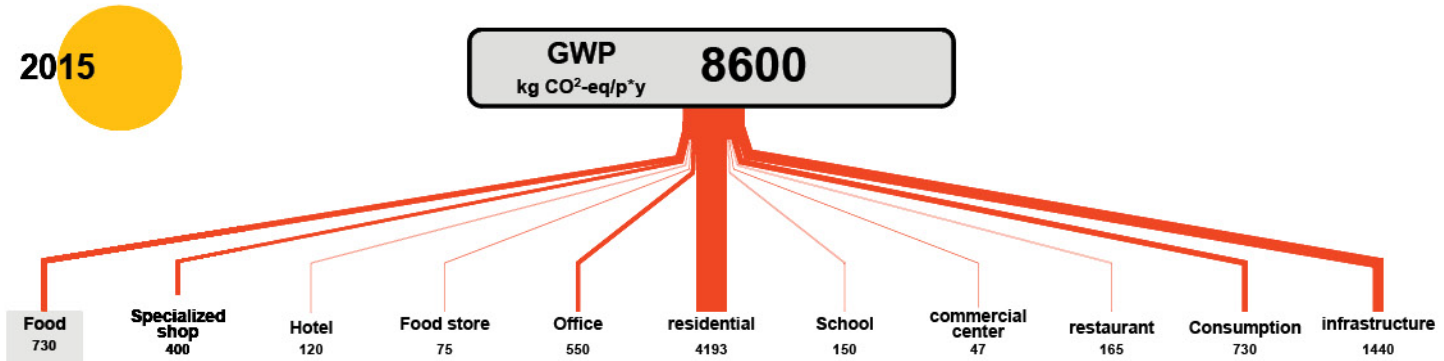 2015
GWP 8600
kg CO²-eq/p*y
Food
730
Specialized
shop
400
Hotel
120
Food store
75
Office
550
residential
4193
School
150
commercial
center
47
restaurant
165
Consumption
730
infrastructure
1440